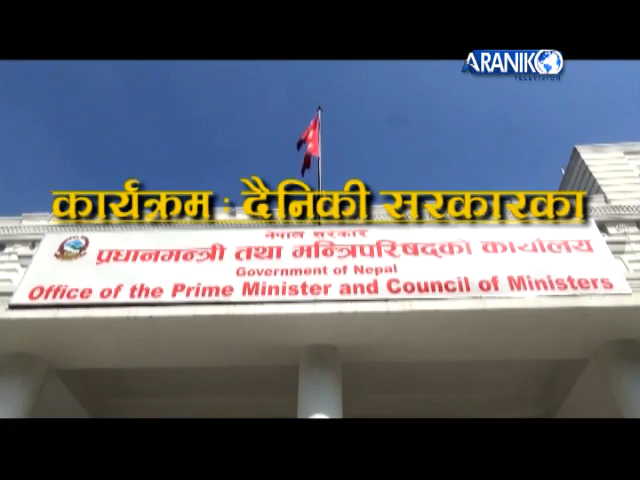 ARANIKO
TELEVISION
कार्यक्रम : दैनिकी सरकारका
नेपाल सरकार
प्रधानमन्त्री तथा मन्त्रिपरिषद्को कार्यालय
Government of Nepal
Office of the Prime Minister and Council of Ministers